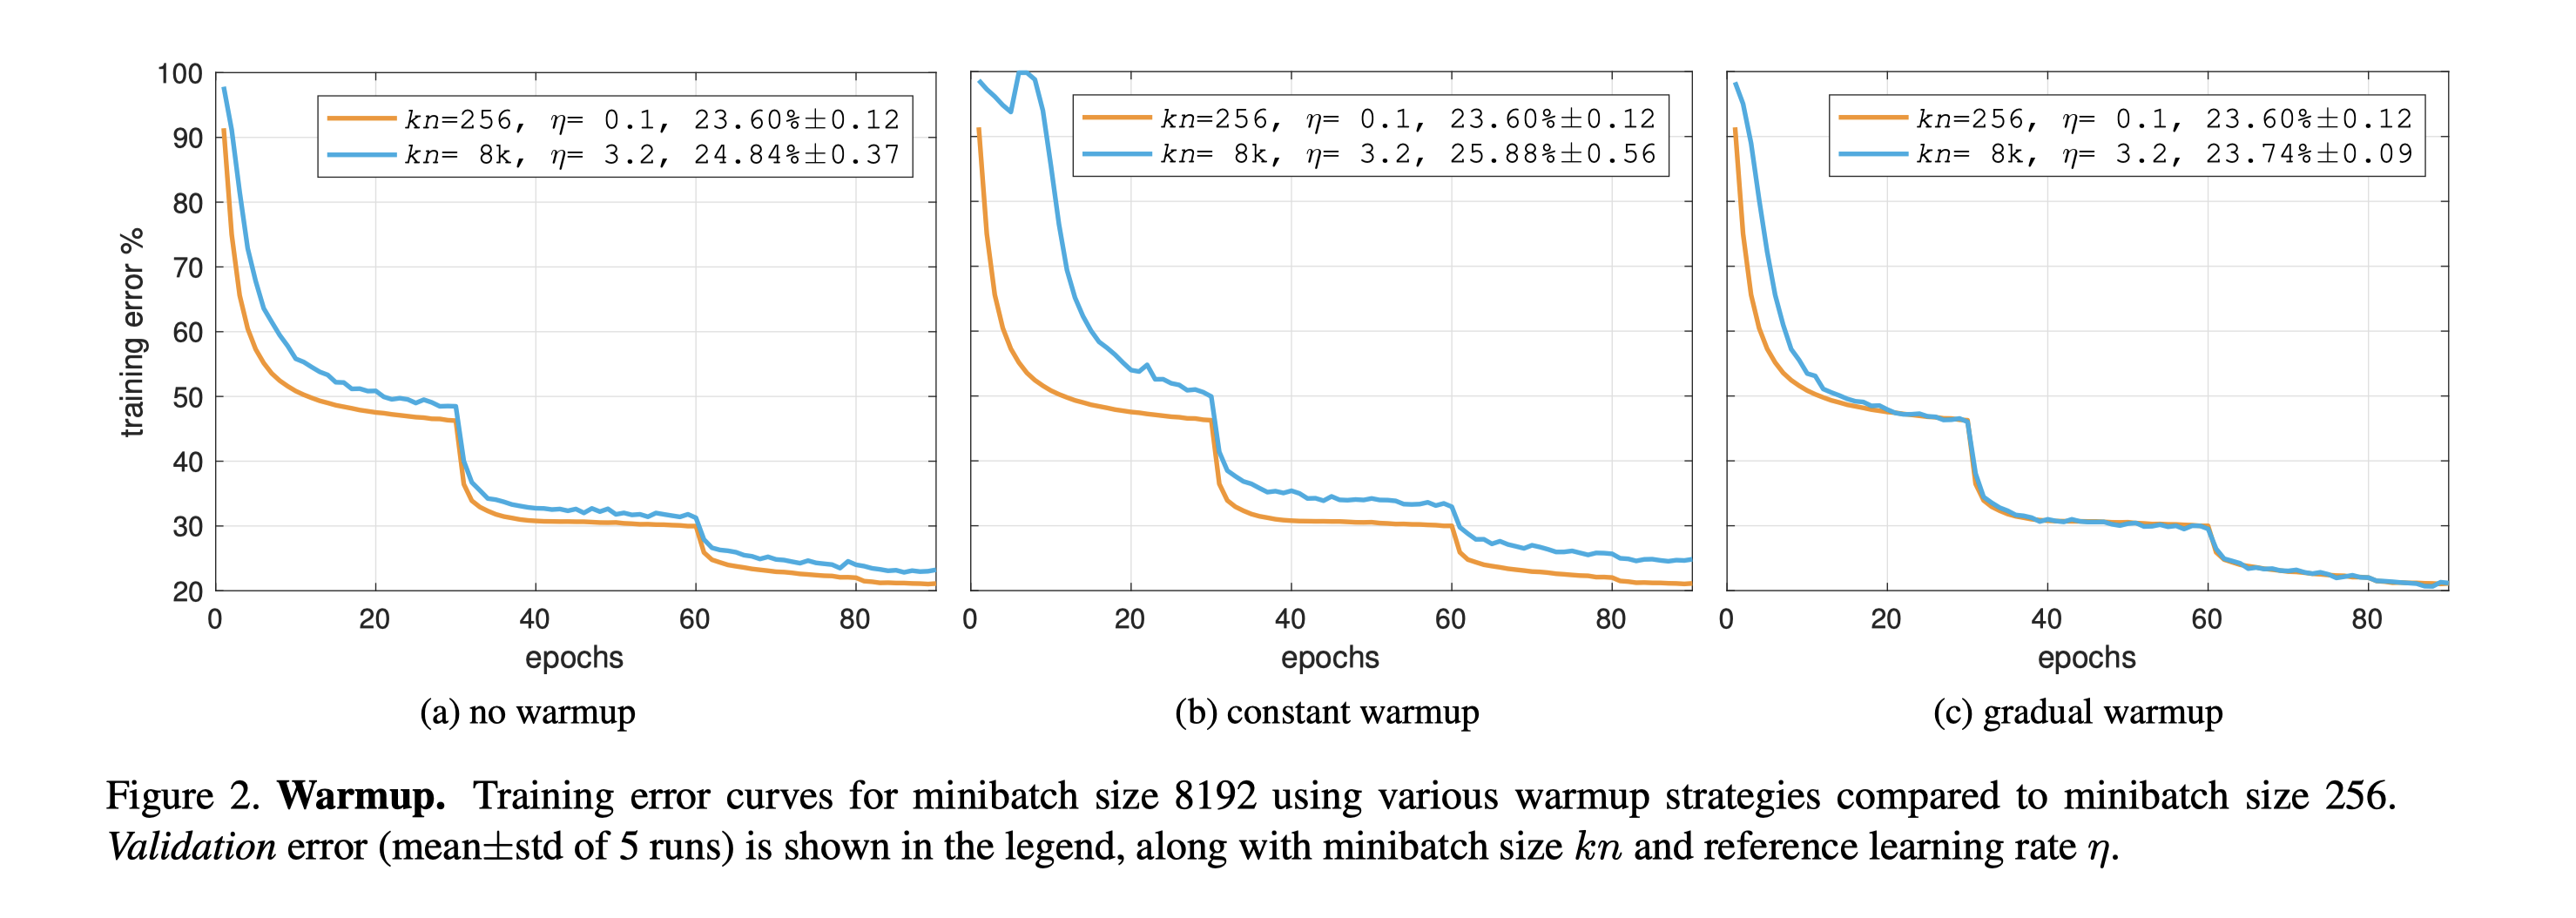 training error %
100
90
80
70
60
50
40
30
20
kn=256, η= 0.1, 23.60%±0.12
kn= 8k, η= 3.2, 24.84%±0.37
0 20 40 60 80
epochs
(a) no warmup
kn=256, η= 0.1, 23.60%±0.12
kn= 8k, η= 3.2, 25.88%±0.56
0 20 40 60 80
epochs
(b) constant warmup
kn=256, η= 0.1, 23.60%±0.12
kn= 8k, η= 3.2, 23.74%±0.09
0 20 40 60 80
epochs
(c) gradual warmup
Figure 2. Warmup. Training error curves for minibatch size 8192 using various warmup strategies compared to minibatch size 256.
Validation error (mean±std of 5 runs) is shown in the legend, along with minibatch size kn and reference learning rate η.